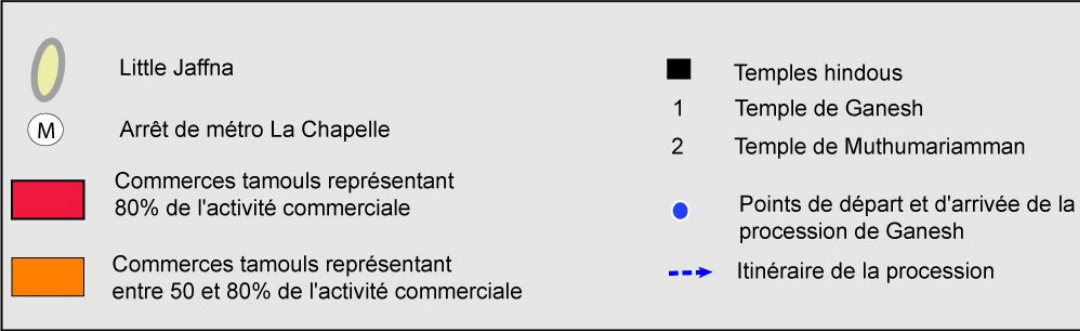 Little Jaffna
M
Arrêt de métro La Chapelle
Commerces tamouls représentant
80% de l'activité commerciale
Commerces tamouls représentant
entre 50 et 80% de l'activité commerciale
Temples hindous
1
Temple de Ganesh
2
Temple de Muthumariamman
Points de départ et d'arrivée de la
procession de Ganesh
Itinéraire de la procession